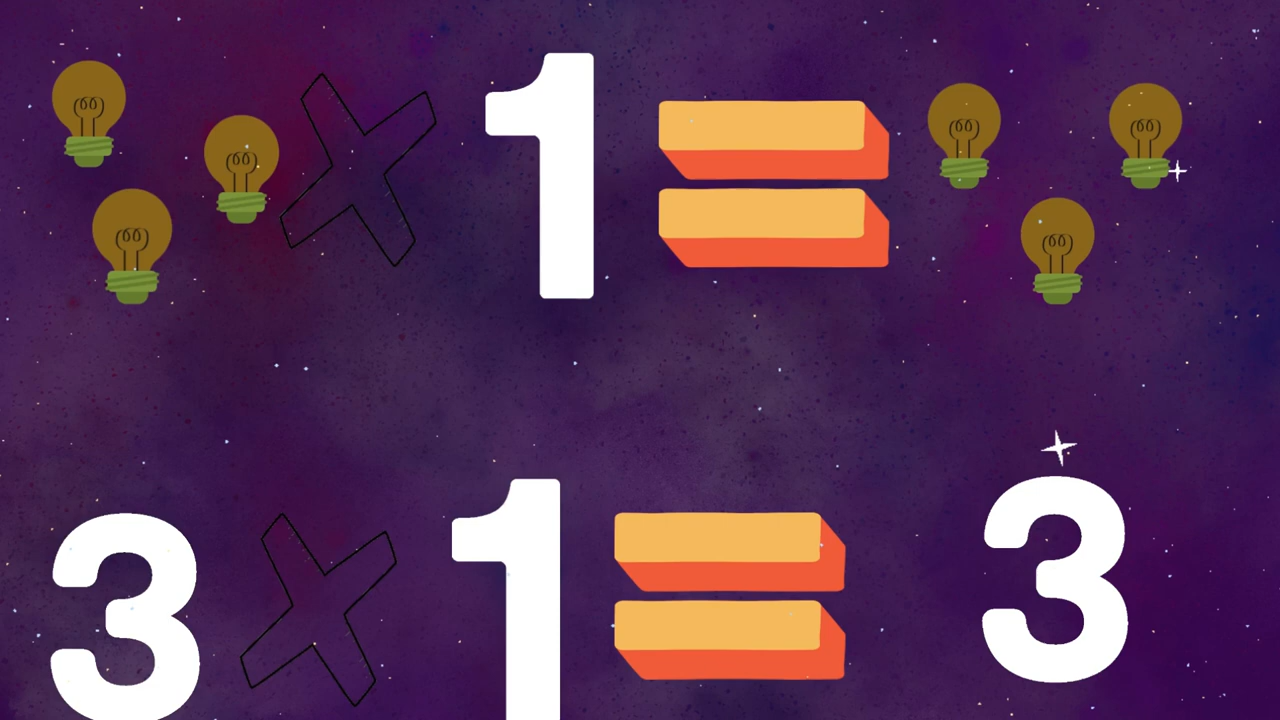 × 1 =
3 × 1 = 3